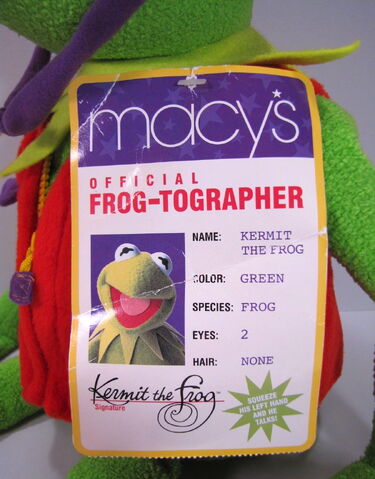 macy's
OFFICIAL
FROG-TOGRAPHER
NAME: KERMIT
THE FROG
COLOR: GREEN
SPECIES: FROG
EYES: 2
HAIR: NONE
Kermit the Frog™
Signature
SQUEEZE
HIS LEFT HAND
AND HE
TALKS!